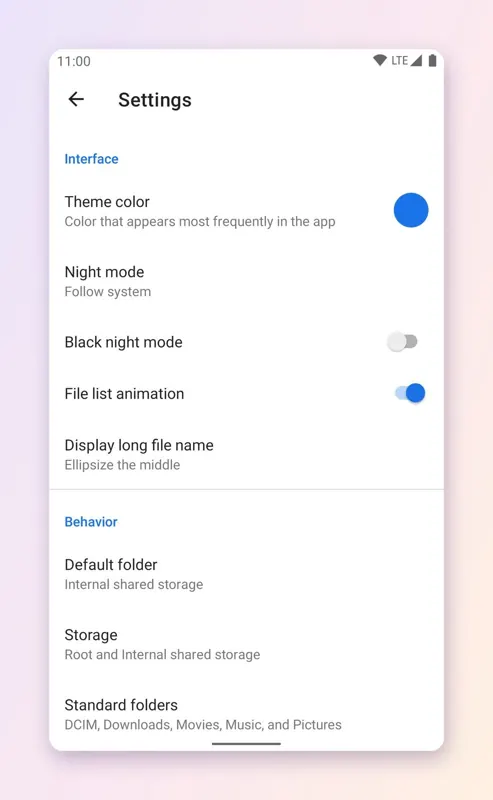 11:00 LTE
Settings
Interface
Theme color
Color that appears most frequently in the app
Night mode
Follow system
Black night mode
File list animation
Display long file name
Ellipsize the middle
Behavior
Default folder
Internal shared storage
Storage
Root and Internal shared storage
Standard folders
DCIM, Downloads, Movies, Music, and Pictures